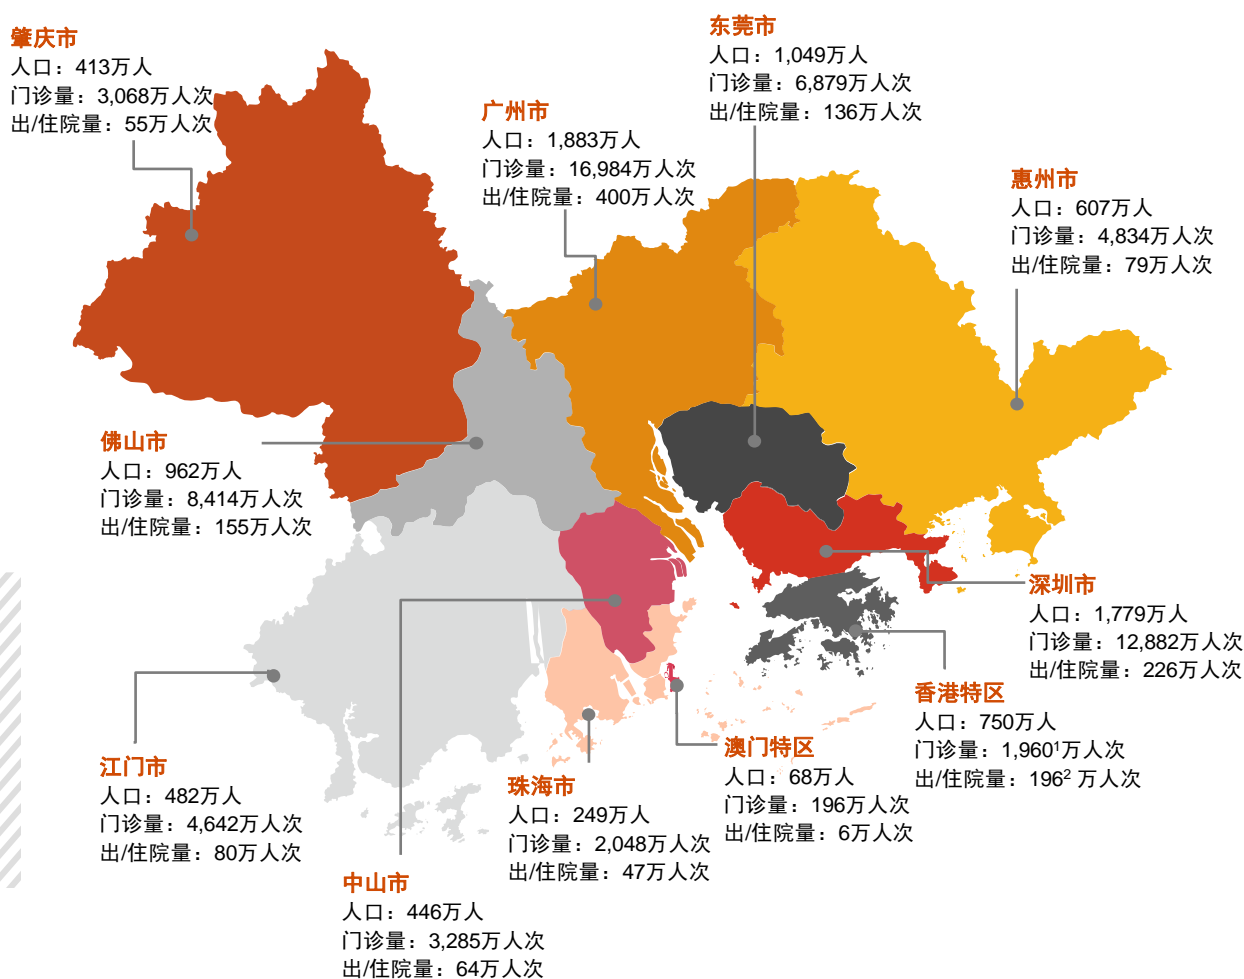 肇庆市
人口：413万人
门诊量：3,068万人次
出/住院量：55万人次
东莞市
人口：1,049万人
门诊量：6,879万人次
出/住院量：136万人次
广州市
人口：1,883万人
门诊量：16,984万人次
出/住院量：400万人次
惠州市
人口：607万人
门诊量：4,834万人次
出/住院量：79万人次
佛山市
人口：962万人
门诊量：8,414万人次
出/住院量：155万人次
深圳市
人口：1,779万人
门诊量：12,882万人次
出/住院量：226万人次
香港特区
人口：750万人
门诊量：1,960¹万人次
出/住院量：196² 万人次
澳门特区
人口：68万人
门诊量：196万人次
出/住院量：6万人次
江门市
人口：482万人
门诊量：4,642万人次
出/住院量：80万人次
珠海市
人口：249万人
门诊量：2,048万人次
出/住院量：47万人次
中山市
人口：446万人
门诊量：3,285万人次
出/住院量：64万人次